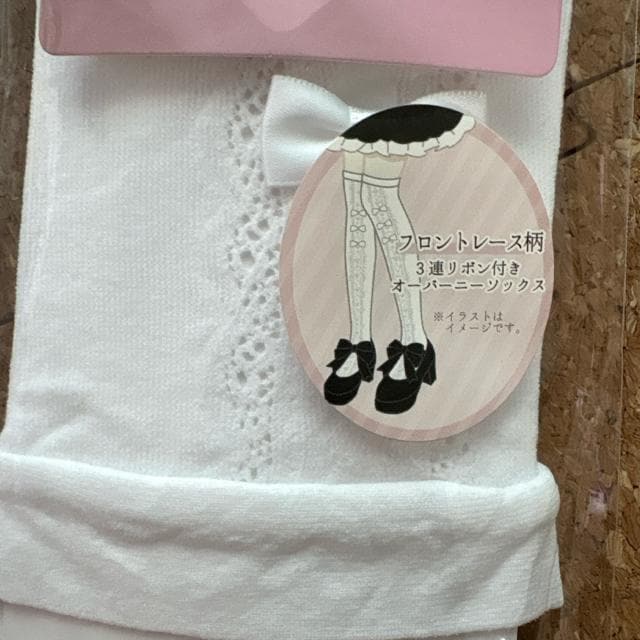 フロントレース柄
3連リボン付き
オーバーニーソックス
※イラストは
イメージです。